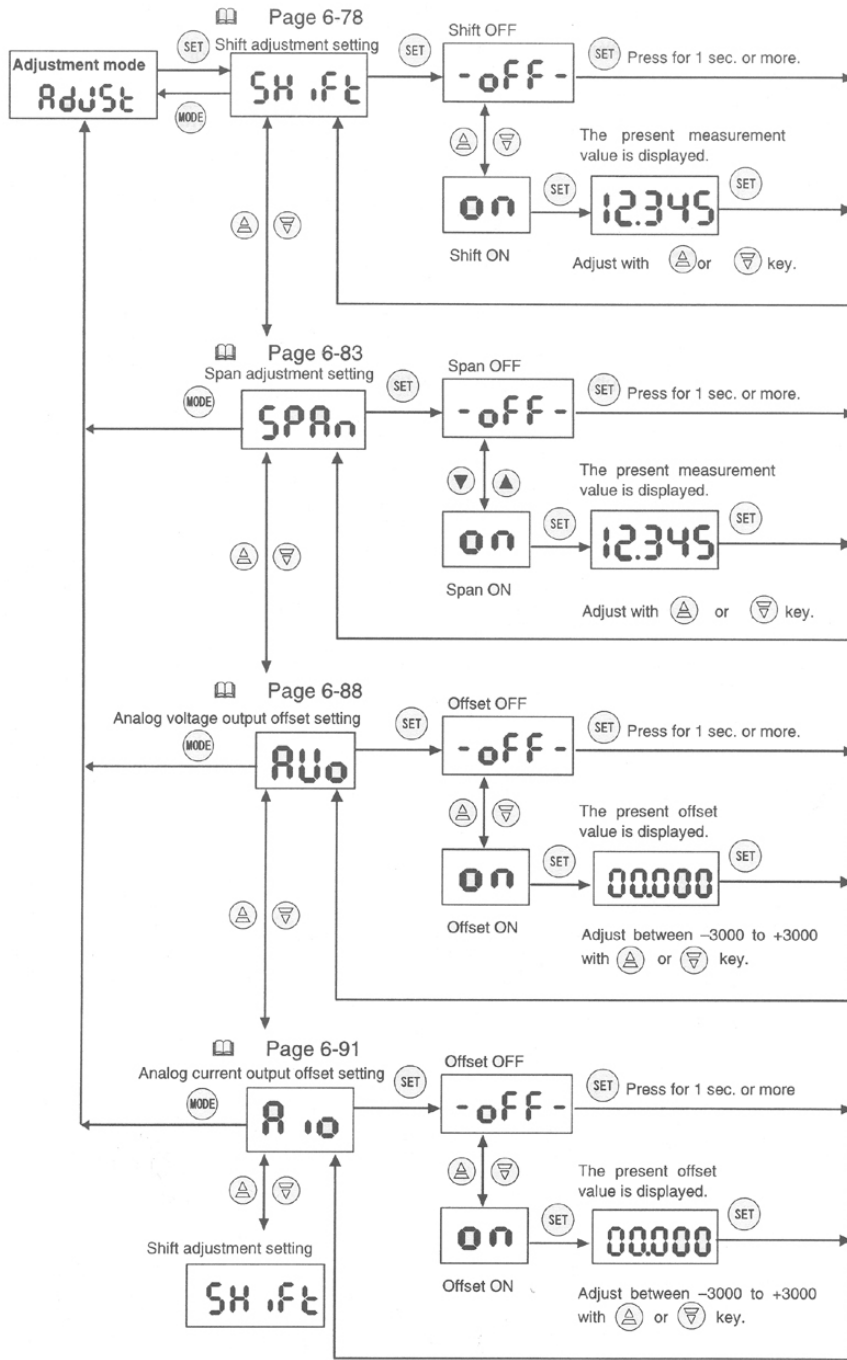 Page 6-78
Shift adjustment setting
Shift OFF
Adjustment mode
AdJUSt
SET
MODE
SHiFt
SET
-oFF-
SET Press for 1 sec. or more.
The present measurement
value is displayed.
on
SET
12.345
SET
Shift ON
Adjust with or key.
Page 6-83
Span adjustment setting
Span OFF
MODE
SPAn
SET
-oFF-
SET Press for 1 sec. or more.
The present measurement
value is displayed.
on
SET
12.345
SET
Span ON
Adjust with or key.
Page 6-88
Analog voltage output offset setting
Offset OFF
MODE
AUo
SET
-oFF-
SET Press for 1 sec. or more.
The present offset
value is displayed.
on
SET
00.000
SET
Offset ON
Adjust between –3000 to +3000
with or key.
Page 6-91
Analog current output offset setting
Offset OFF
MODE
A io
SET
-oFF-
SET Press for 1 sec. or more
The present offset
value is displayed.
on
SET
00.000
SET
Offset ON
Adjust between –3000 to +3000
with or key.
Shift adjustment setting
SHiFt